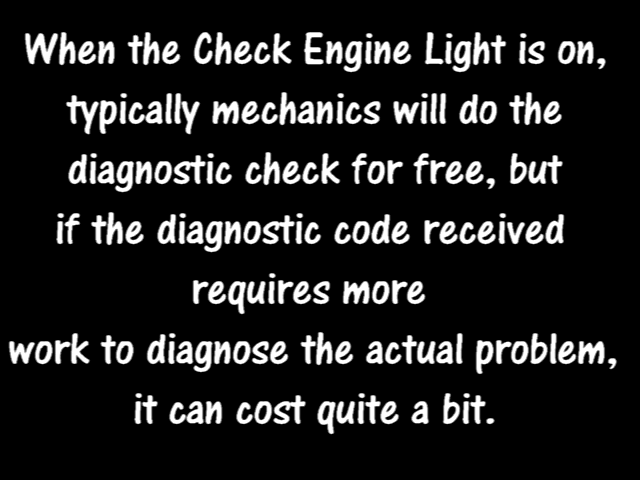 When the Check Engine Light is on,
typically mechanics will do the
diagnostic check for free, but
if the diagnostic code received
requires more
work to diagnose the actual problem,
it can cost quite a bit.